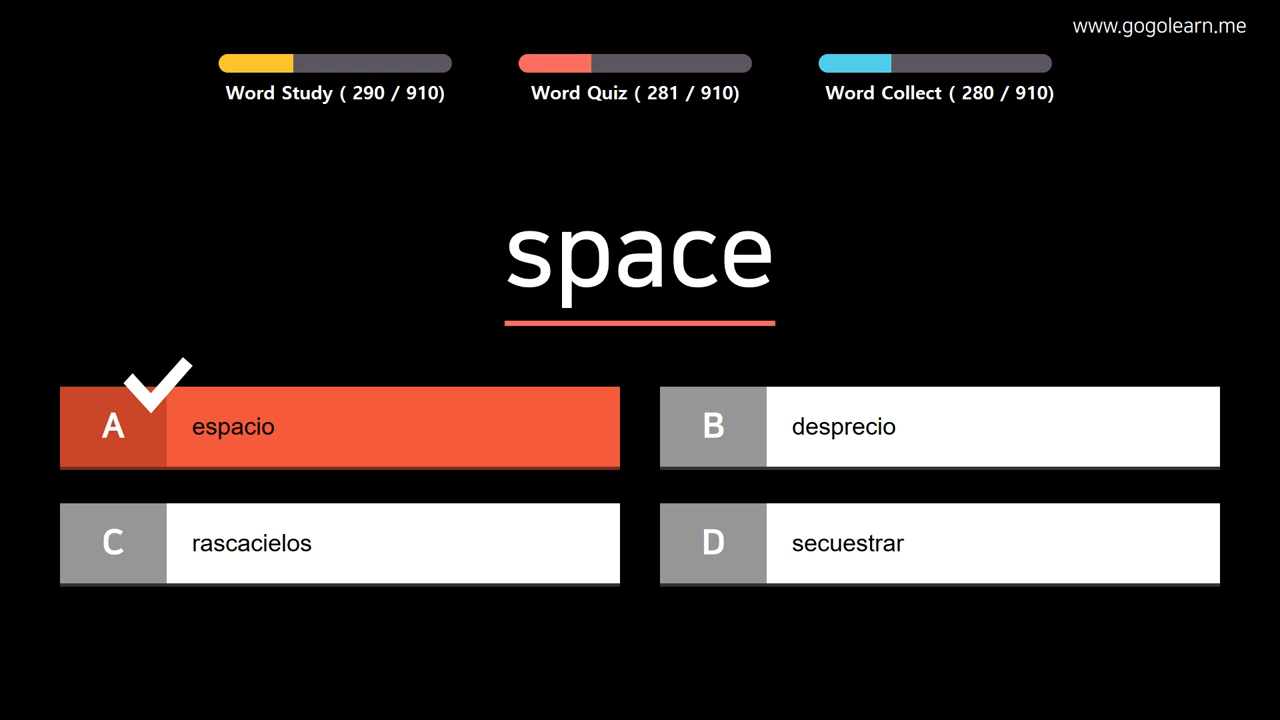 www.gogolearn.me
Word Study ( 290 / 910)
Word Quiz ( 281 / 910)
Word Collect ( 280 / 910)
space
A espacio
B desprecio
C rascacielos
D secuestrar